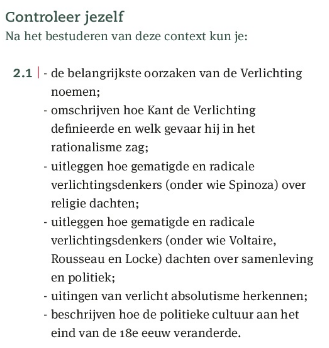 Controleer jezelf
Na het bestuderen van deze context kun je:
2.1 | - de belangrijkste oorzaken van de Verlichting
noemen;
- omschrijven hoe Kant de Verlichting
definieerde en welk gevaar hij in het
rationalisme zag;
- uitleggen hoe gematigde en radicale
verlichtingsdenkers (onder wie Spinoza) over
religie dachten;
- uitleggen hoe gematigde en radicale
verlichtingsdenkers (onder wie Voltaire,
Rousseau en Locke) dachten over samenleving
en politiek;
- uitingen van verlicht absolutisme herkennen;
- beschrijven hoe de politieke cultuur aan het
eind van de 18e eeuw veranderde.